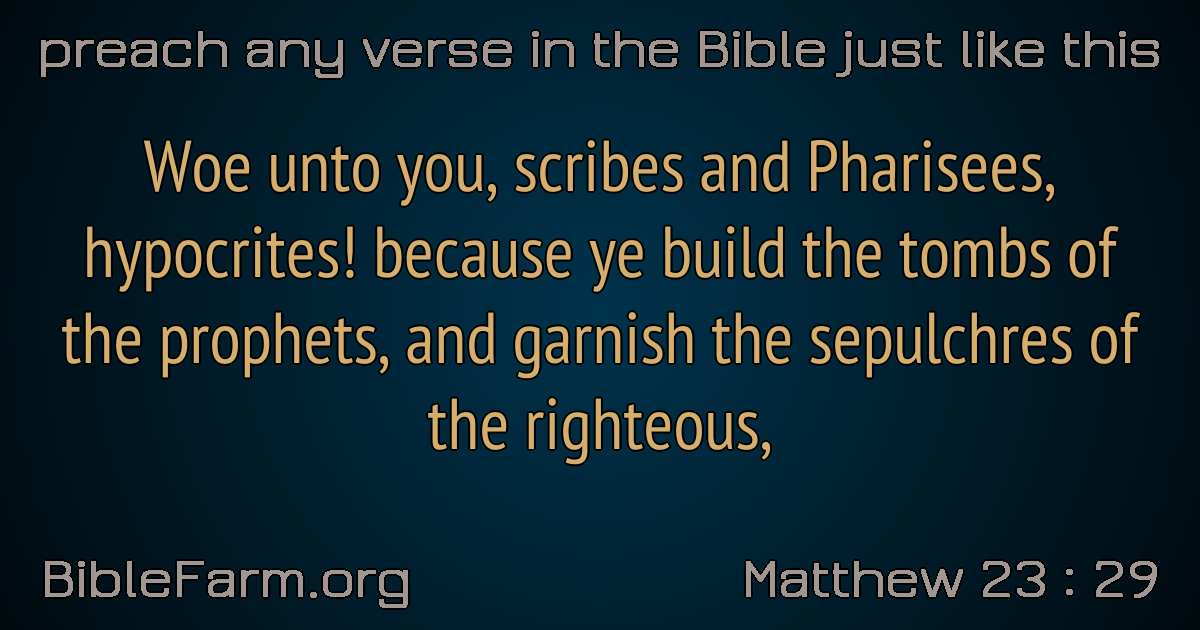 preach any verse in the Bible just like this
Woe unto you, scribes and Pharisees,
hypocrites! because ye build the tombs of
the prophets, and garnish the sepulchres of
the righteous,
BibleFarm.org
Matthew 23 : 29